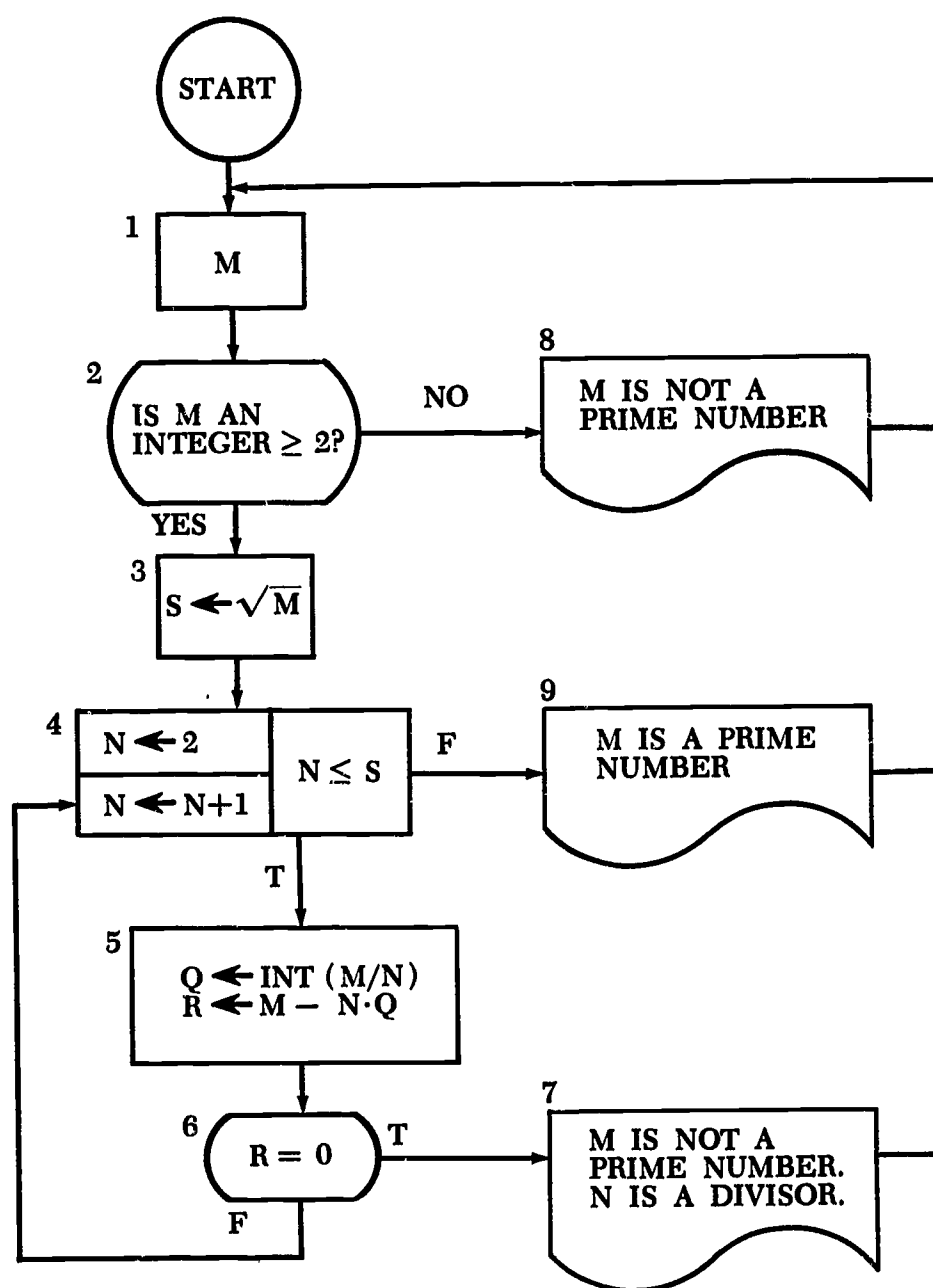 START
1
M
2
IS M AN
INTEGER ≥ 2?
NO
8
M IS NOT A
PRIME NUMBER
YES
3
S ← √M
4
N ← 2
N ← N+1
N ≤ S
F
9
M IS A PRIME
NUMBER
T
5
Q ← INT (M/N)
R ← M – N·Q
6
R = 0
T
7
M IS NOT A
PRIME NUMBER.
N IS A DIVISOR.
F